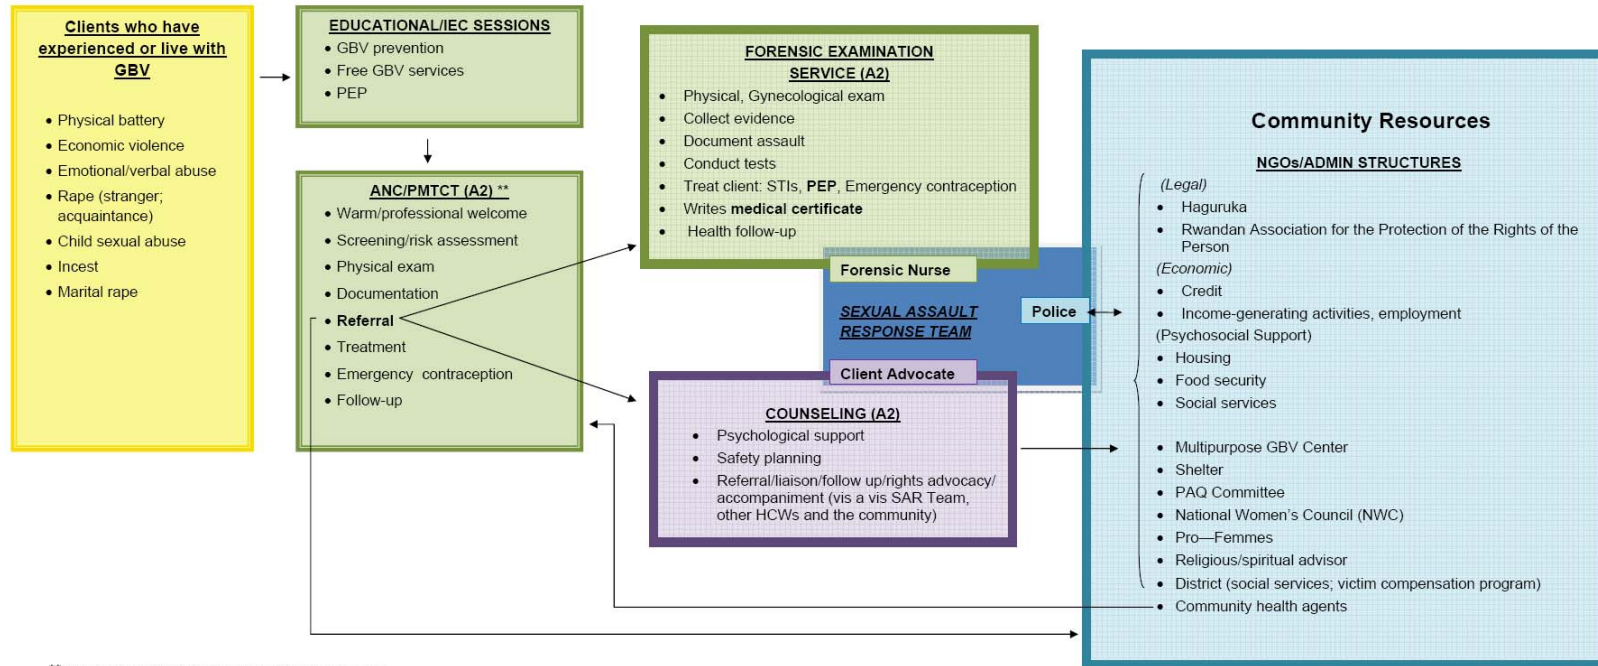 Clients who have
experienced or live with
GBV
• Physical battery
• Economic violence
• Emotional/verbal abuse
• Rape (stranger;
acquaintance)
• Child sexual abuse
• Incest
• Marital rape
EDUCATIONAL/IEC SESSIONS
• GBV prevention
• Free GBV services
• PEP
ANC/PMTCT (A2) **
• Warm/professional welcome
• Screening/risk assessment
• Physical exam
• Documentation
• Referral
• Treatment
• Emergency contraception
• Follow-up
FORENSIC EXAMINATION
SERVICE (A2)
• Physical, Gynecological exam
• Collect evidence
• Document assault
• Conduct tests
• Treat client: STIs, PEP, Emergency contraception
• Writes medical certificate
• Health follow-up
Forensic Nurse
SEXUAL ASSAULT
RESPONSE TEAM
Police
Client Advocate
COUNSELING (A2)
• Psychological support
• Safety planning
• Referral/liaison/follow up/rights advocacy/
accompaniment (vis a vis SAR Team,
other HCWs and the community)
Community Resources
NGOs/ADMIN STRUCTURES
(Legal)
• Haguruka
• Rwandan Association for the Protection of the Rights of the
Person
(Economic)
• Credit
• Income-generating activities, employment
(Psychosocial Support)
• Housing
• Food security
• Social services
• Multipurpose GBV Center
• Shelter
• PAQ Committee
• National Women's Council (NWC)
• Pro—Femmes
• Religious/spiritual advisor
• District (social services; victim compensation program)
• Community health agents
**